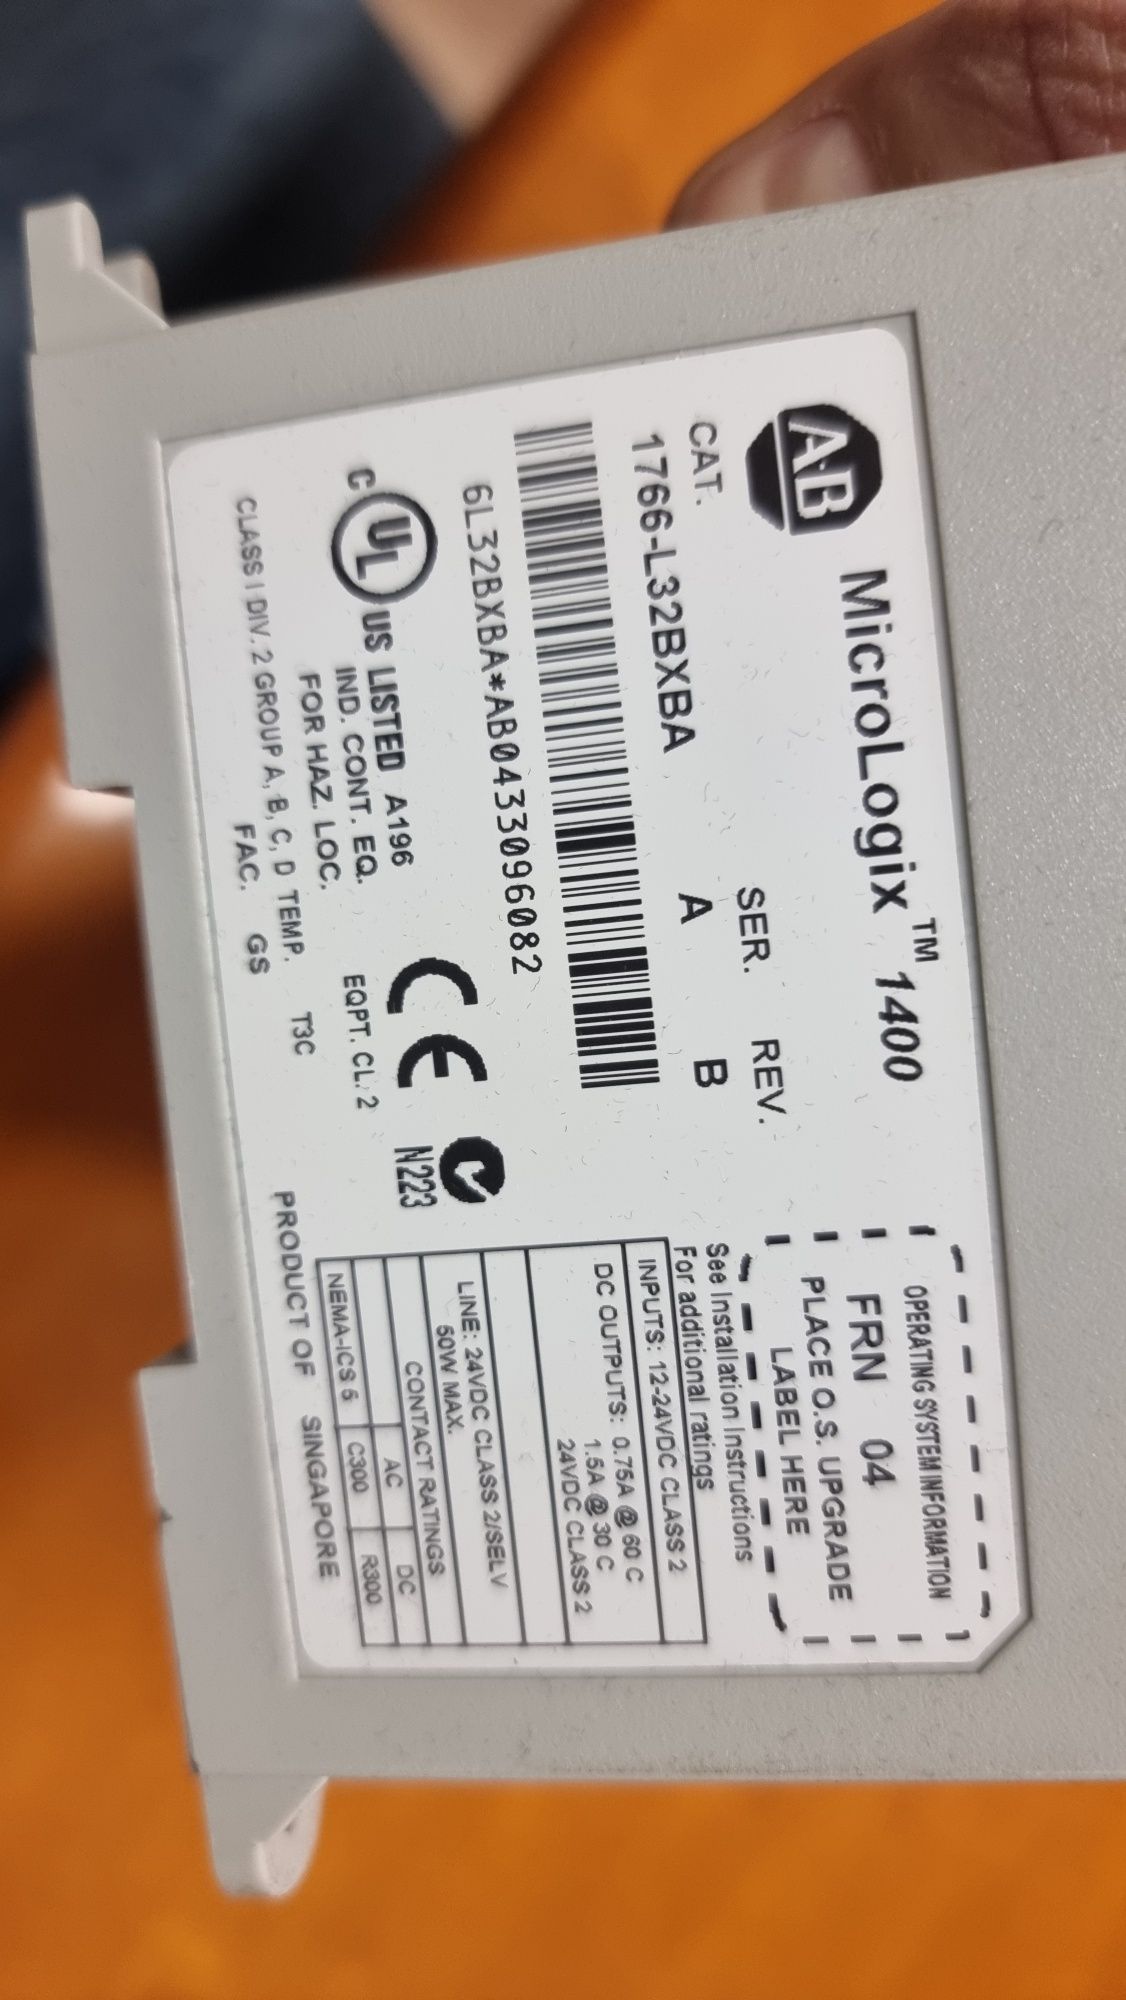 AB MicroLogix™ 1400
CAT. SER. REV.
1766-L32BXBA A B
6L32BXBA*AB0433096082
C UL US LISTED A196
IND. CONT. EQ.
FOR HAZ. LOC.
CLASS I DIV. 2 GROUP A, B, C, D TEMP. T3C
FAC. GS
CE
EQPT. CL. 2
N223
PRODUCT OF SINGAPORE
OPERATING SYSTEM INFORMATION
FRN 04
PLACE O.S. UPGRADE
LABEL HERE
See Installation Instructions
For additional ratings
INPUTS: 12-24VDC CLASS 2
DC OUTPUTS: 0.75A @ 60 C
1.5A @ 30 C
24VDC CLASS 2
LINE: 24VDC CLASS 2/SELV
50W MAX.
CONTACT RATINGS
AC DC
NEMA-ICS 5 C300 R300